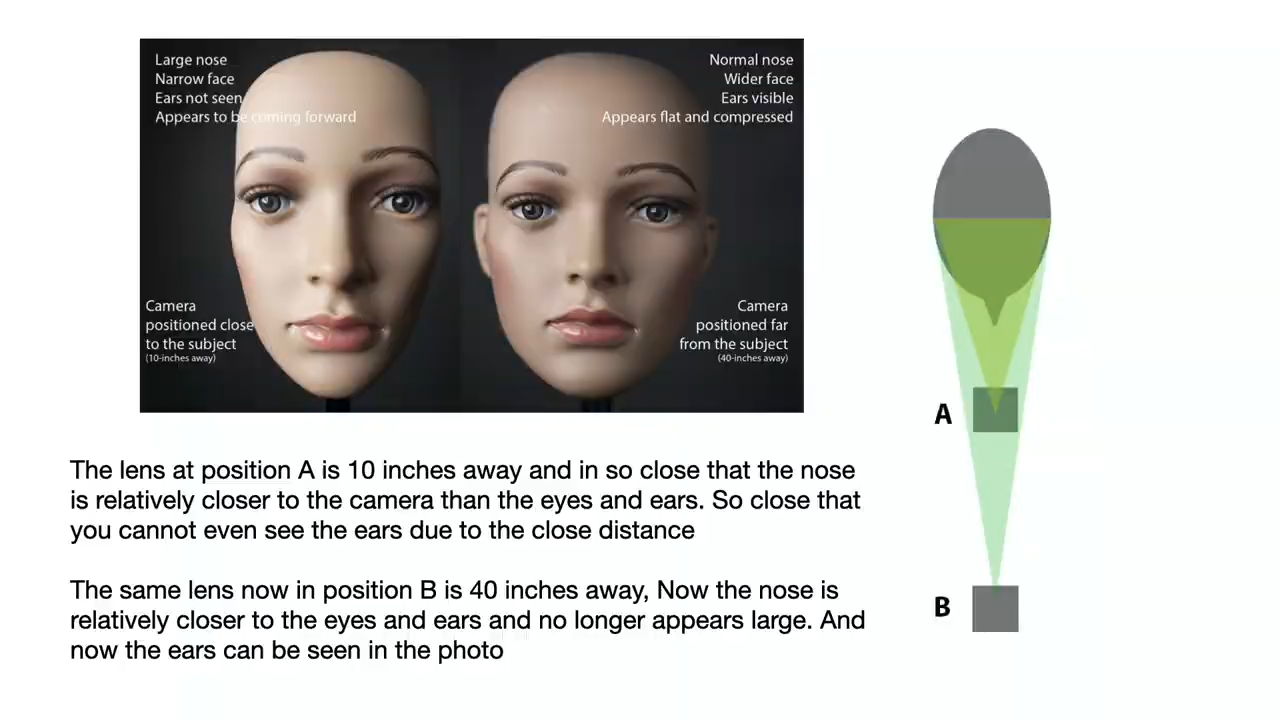 Large nose
Narrow face
Ears not seen
Appears to be coming forward
Normal nose
Wider face
Ears visible
Appears flat and compressed
Camera
positioned close
to the subject
(10-inches away)
Camera
positioned far
from the subject
(40-inches away)
A
B
The lens at position A is 10 inches away and in so close that the nose
is relatively closer to the camera than the eyes and ears. So close that
you cannot even see the ears due to the close distance
The same lens now in position B is 40 inches away, Now the nose is
relatively closer to the eyes and ears and no longer appears large. And
now the ears can be seen in the photo